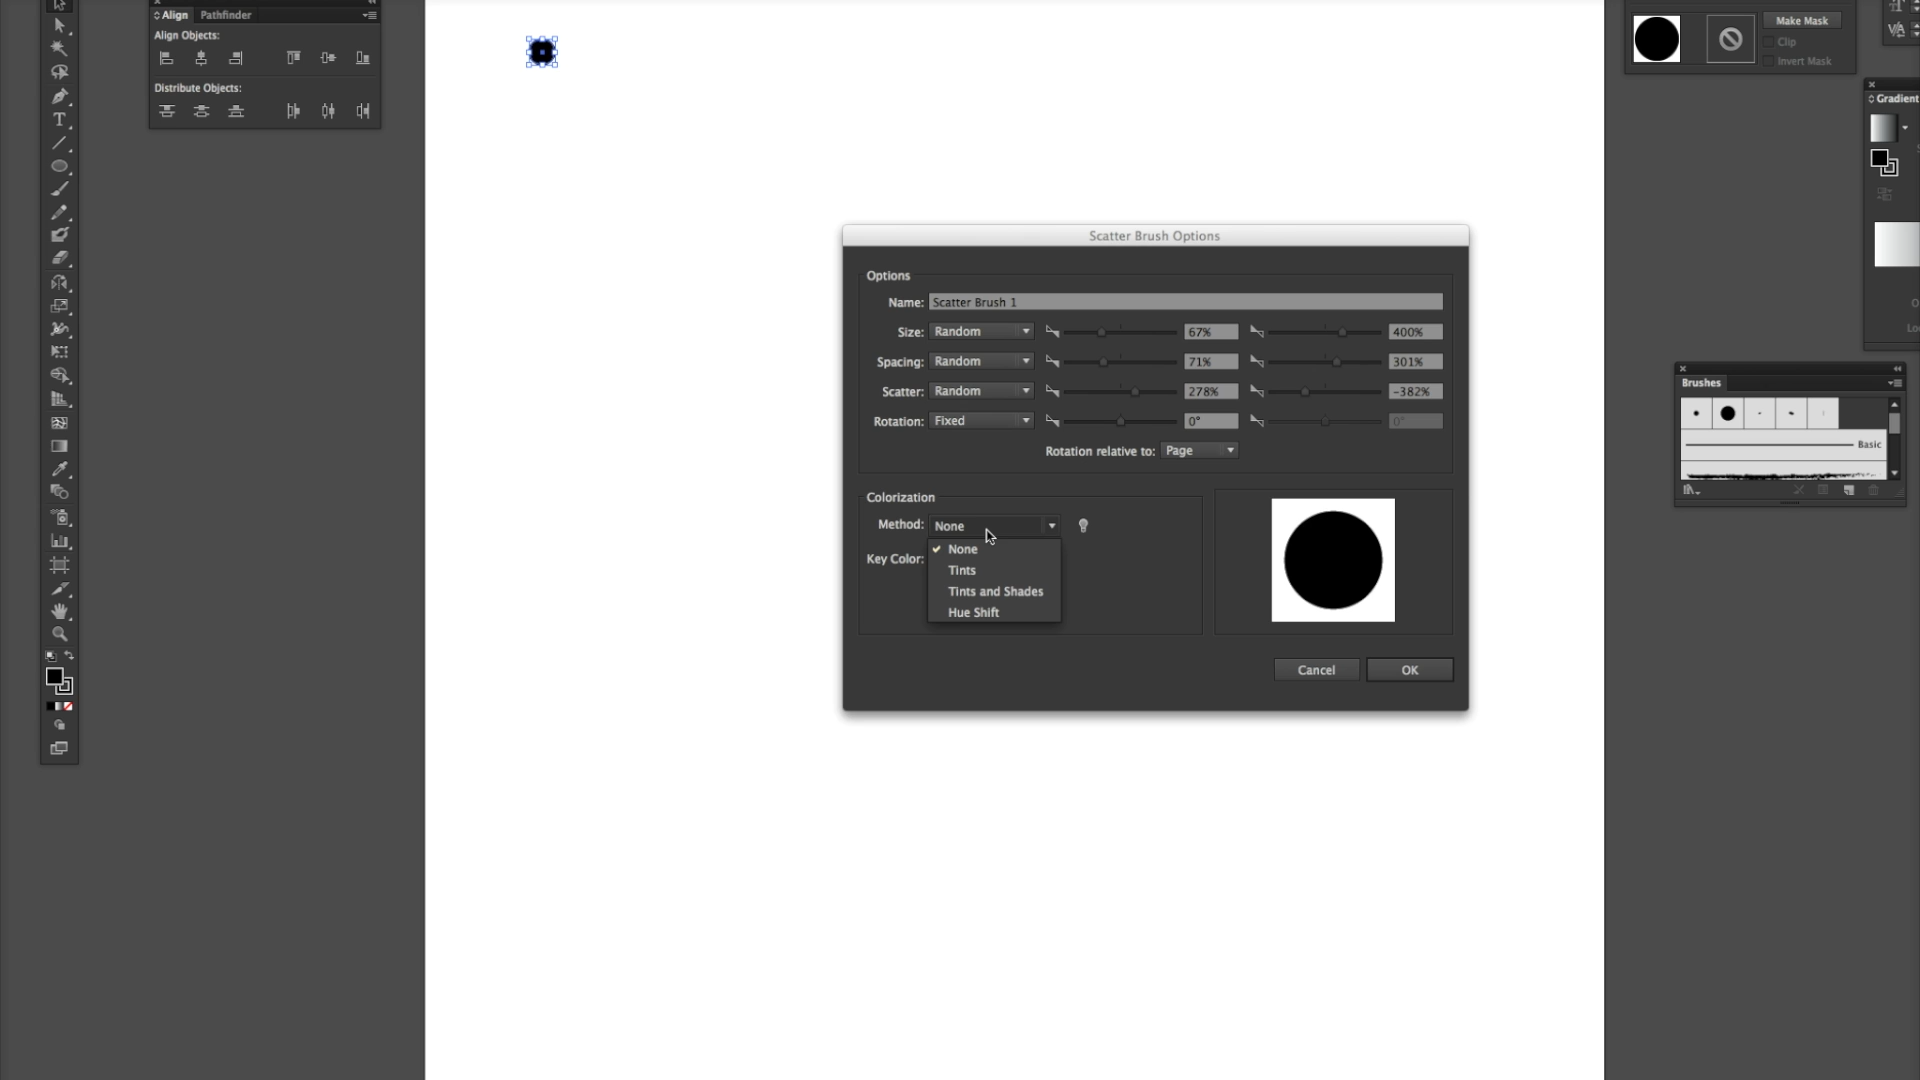 Align Pathfinder
Align Objects:
Distribute Objects:
Make Mask
Clip
Invert Mask
Gradient
Scatter Brush Options
Options
Name: Scatter Brush 1
Size: Random 67% 400%
Spacing: Random 71% 301%
Scatter: Random 278% -382%
Rotation: Fixed 0° 0°
Rotation relative to: Page
Brushes
Basic
Colorization
Method: None
None
Key Color:
Tints
Tints and Shades
Hue Shift
Cancel OK